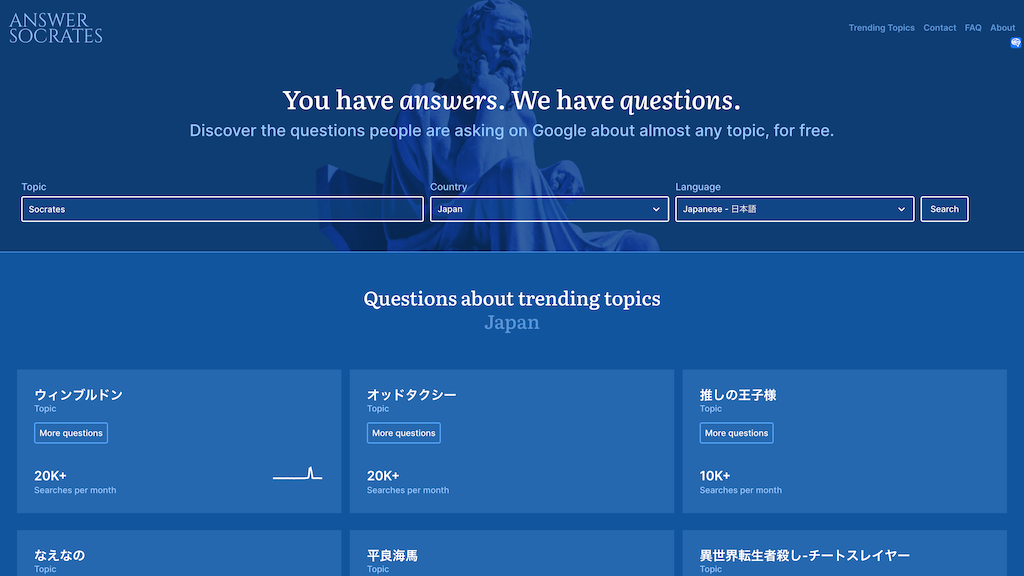 ANSWER
SOCRATES
Trending Topics Contact FAQ About
You have answers. We have questions.
Discover the questions people are asking on Google about almost any topic, for free.
Topic Country Language
Socrates Japan Japanese - 日本語 Search
Questions about trending topics
Japan
ウィンブルドン オッドタクシー 推しの王子様
Topic Topic Topic
More questions More questions More questions
20K+ 20K+ 10K+
Searches per month Searches per month Searches per month
なえなの 平良海馬 異世界転生者殺し-チートスレイヤー
Topic Topic Topic